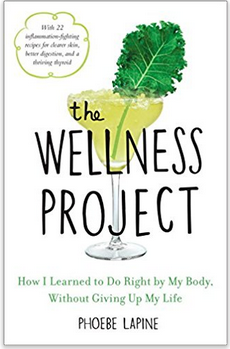 With 22
inflammation-fighting
recipes for clearer skin,
better digestion, and a
thriving thyroid
the
WELLNESS
PROJECT
How I Learned to Do Right by My Body,
Without Giving Up My Life
PHOEBE LAPINE